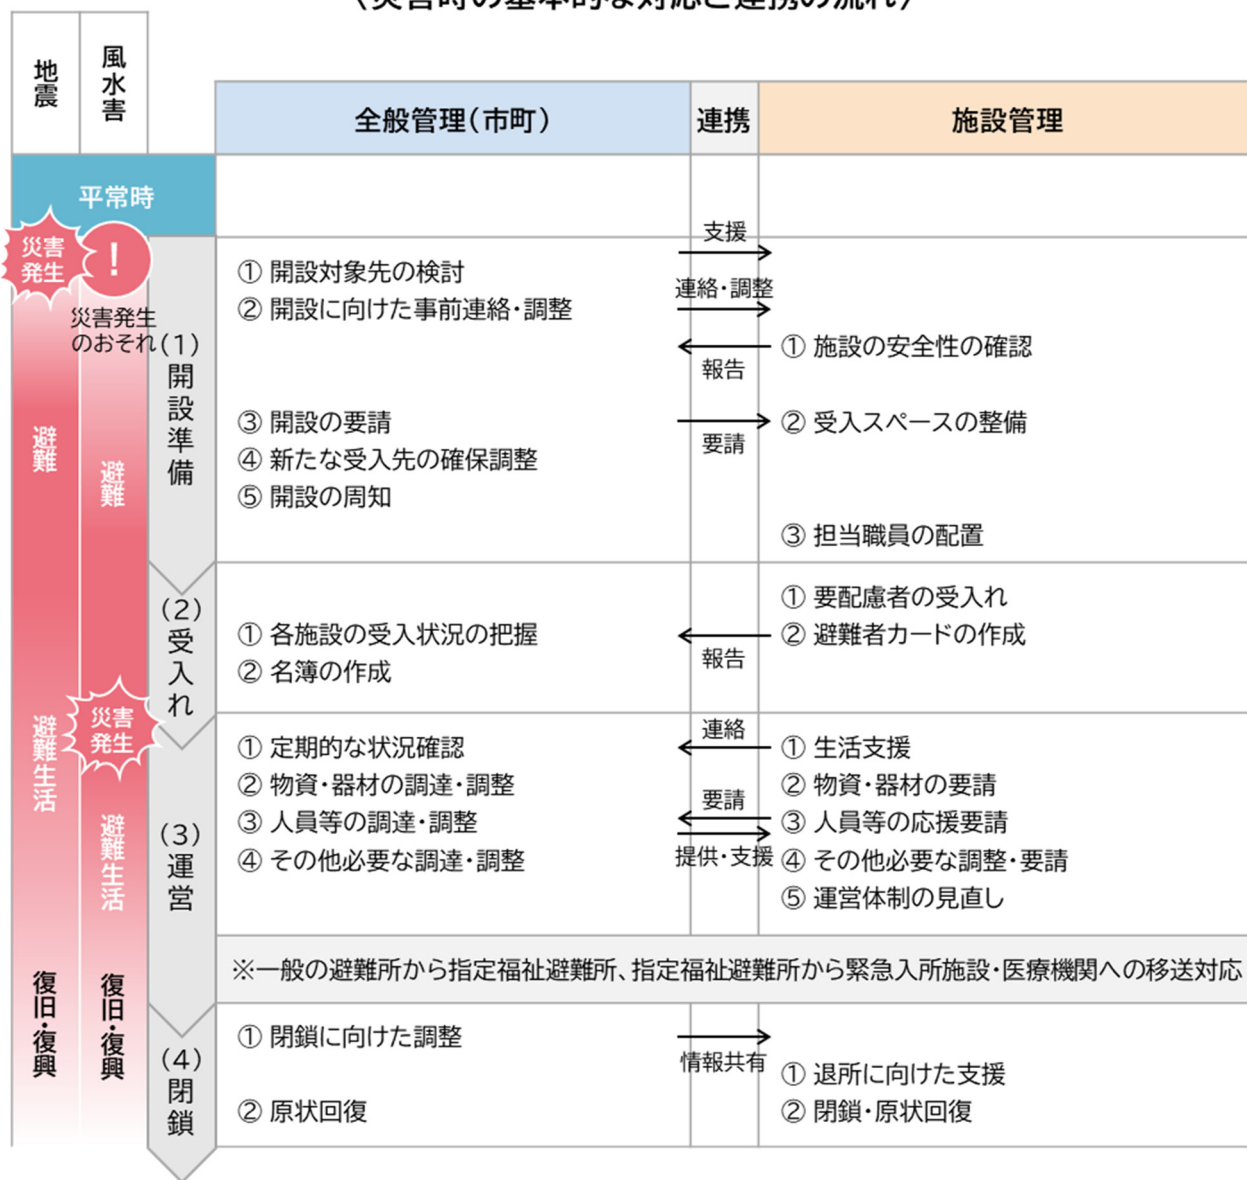 （災害時の基本的な対応と連携の流れ）
地震
風水害
全般管理（市町）
連携
施設管理
平常時
災害
発生
！
災害発生
のおそれ
避難
避難
避難生活
災害
発生
避難生活
復旧・復興
復旧・復興
（1）開設準備
① 開設対象先の検討
② 開設に向けた事前連絡・調整
③ 開設の要請
④ 新たな受入先の確保調整
⑤ 開設の周知
支援
連絡・調整
報告
要請
① 施設の安全性の確認
② 受入スペースの整備
③ 担当職員の配置
（2）受入れ
① 各施設の受入状況の把握
② 名簿の作成
報告
① 要配慮者の受入れ
② 避難者カードの作成
（3）運営
① 定期的な状況確認
② 物資・器材の調達・調整
③ 人員等の調達・調整
④ その他必要な調達・調整
連絡
要請
提供・支援
① 生活支援
② 物資・器材の要請
③ 人員等の応援要請
④ その他必要な調整・要請
⑤ 運営体制の見直し
※一般の避難所から指定福祉避難所、指定福祉避難所から緊急入所施設・医療機関への移送対応
（4）閉鎖
① 閉鎖に向けた調整
② 原状回復
情報共有
① 退所に向けた支援
② 閉鎖・原状回復